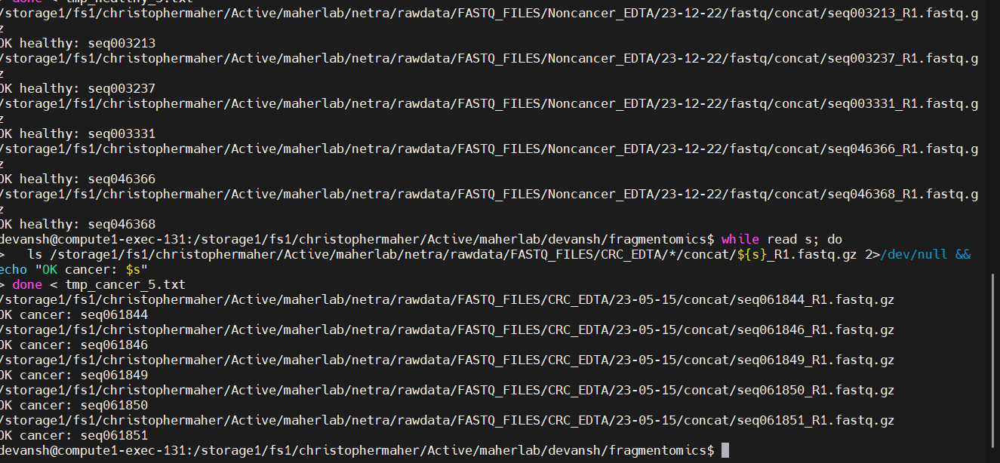 > done < tmp_healthy_5.txt
/storage1/fs1/christophermaher/Active/maherlab/netra/rawdata/FASTQ_FILES/Noncancer_EDTA/23-12-22/fastq/concat/seq003213_R1.fastq.g
z
OK healthy: seq003213
/storage1/fs1/christophermaher/Active/maherlab/netra/rawdata/FASTQ_FILES/Noncancer_EDTA/23-12-22/fastq/concat/seq003237_R1.fastq.g
z
OK healthy: seq003237
/storage1/fs1/christophermaher/Active/maherlab/netra/rawdata/FASTQ_FILES/Noncancer_EDTA/23-12-22/fastq/concat/seq003331_R1.fastq.g
z
OK healthy: seq003331
/storage1/fs1/christophermaher/Active/maherlab/netra/rawdata/FASTQ_FILES/Noncancer_EDTA/23-12-22/fastq/concat/seq046366_R1.fastq.g
z
OK healthy: seq046366
/storage1/fs1/christophermaher/Active/maherlab/netra/rawdata/FASTQ_FILES/Noncancer_EDTA/23-12-22/fastq/concat/seq046368_R1.fastq.g
z
OK healthy: seq046368
devansh@compute1-exec-131:/storage1/fs1/christophermaher/Active/maherlab/devansh/fragmentomics$ while read s; do
>   ls /storage1/fs1/christophermaher/Active/maherlab/netra/rawdata/FASTQ_FILES/CRC_EDTA/*/concat/${s}_R1.fastq.gz 2>/dev/null &&
echo "OK cancer: $s"
> done < tmp_cancer_5.txt
/storage1/fs1/christophermaher/Active/maherlab/netra/rawdata/FASTQ_FILES/CRC_EDTA/23-05-15/concat/seq061844_R1.fastq.gz
OK cancer: seq061844
/storage1/fs1/christophermaher/Active/maherlab/netra/rawdata/FASTQ_FILES/CRC_EDTA/23-05-15/concat/seq061846_R1.fastq.gz
OK cancer: seq061846
/storage1/fs1/christophermaher/Active/maherlab/netra/rawdata/FASTQ_FILES/CRC_EDTA/23-05-15/concat/seq061849_R1.fastq.gz
OK cancer: seq061849
/storage1/fs1/christophermaher/Active/maherlab/netra/rawdata/FASTQ_FILES/CRC_EDTA/23-05-15/concat/seq061850_R1.fastq.gz
OK cancer: seq061850
/storage1/fs1/christophermaher/Active/maherlab/netra/rawdata/FASTQ_FILES/CRC_EDTA/23-05-15/concat/seq061851_R1.fastq.gz
OK cancer: seq061851
devansh@compute1-exec-131:/storage1/fs1/christophermaher/Active/maherlab/devansh/fragmentomics$